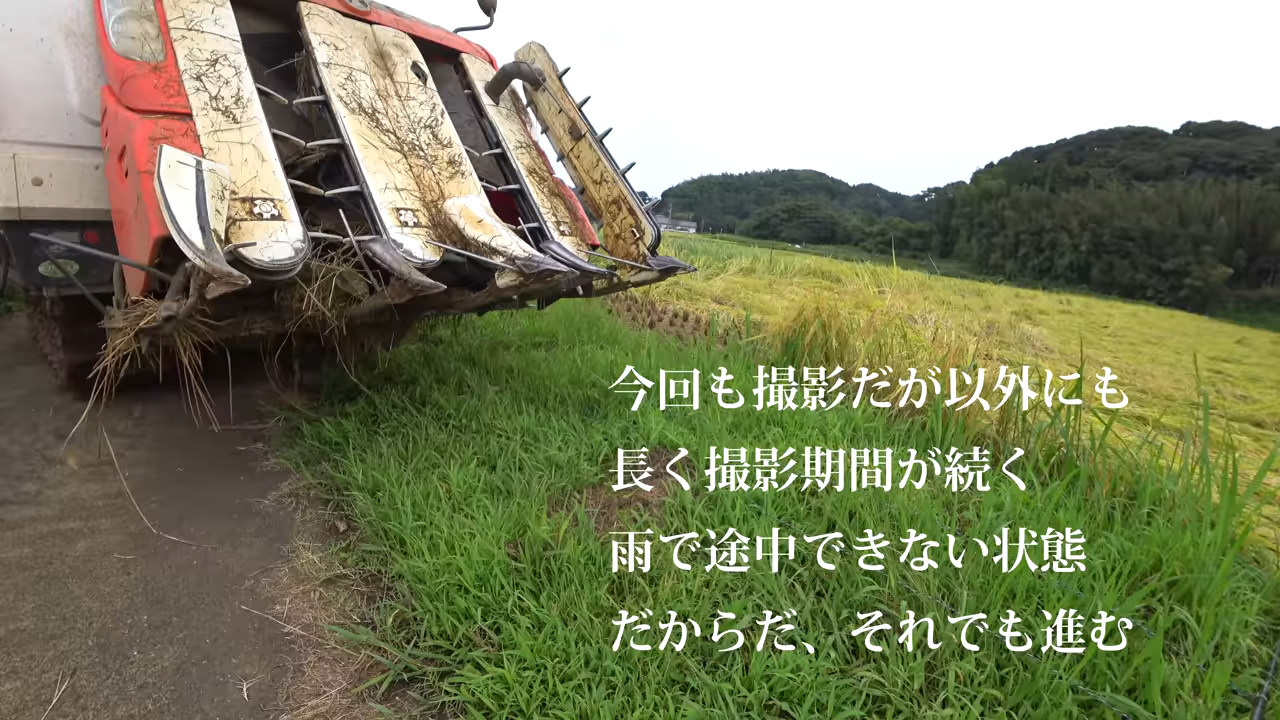 今回も撮影だが以外にも
長く撮影期間が続く
雨で途中できない状態
だからだ、それでも進む